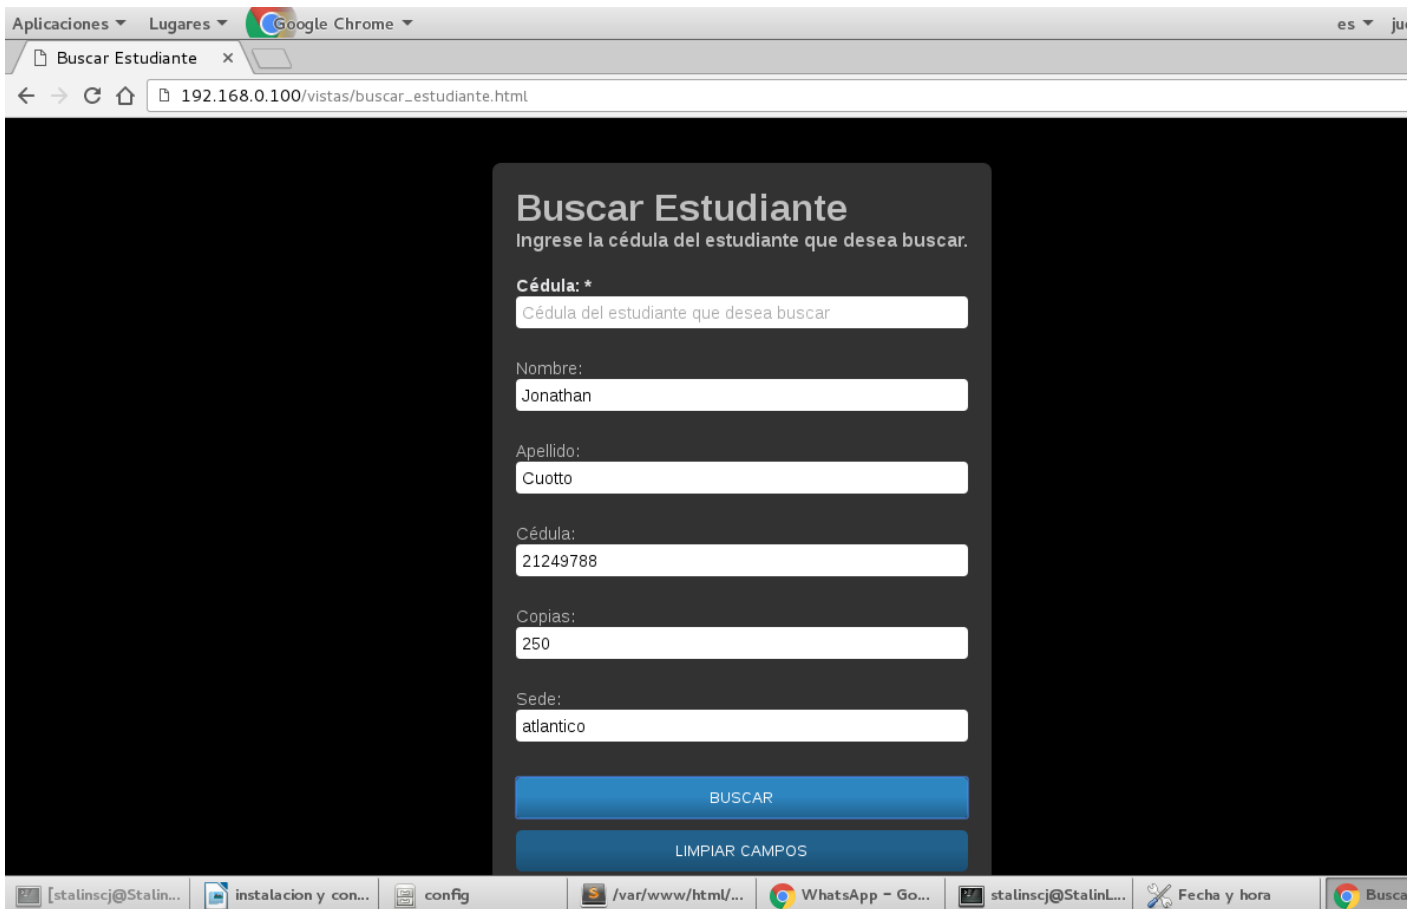 Aplicaciones Lugares Google Chrome es
Buscar Estudiante x
192.168.0.100/vistas/buscar_estudiante.html
Buscar Estudiante
Ingrese la cédula del estudiante que desea buscar.
Cédula: *
Cédula del estudiante que desea buscar
Nombre:
Jonathan
Apellido:
Cuotto
Cédula:
21249788
Copias:
250
Sede:
atlantico
BUSCAR
LIMPIAR CAMPOS
[stalinscj@Stalin... instalacion y con... config /var/www/html/... WhatsApp - Go... stalinscj@StalinL... Fecha y hora Busca